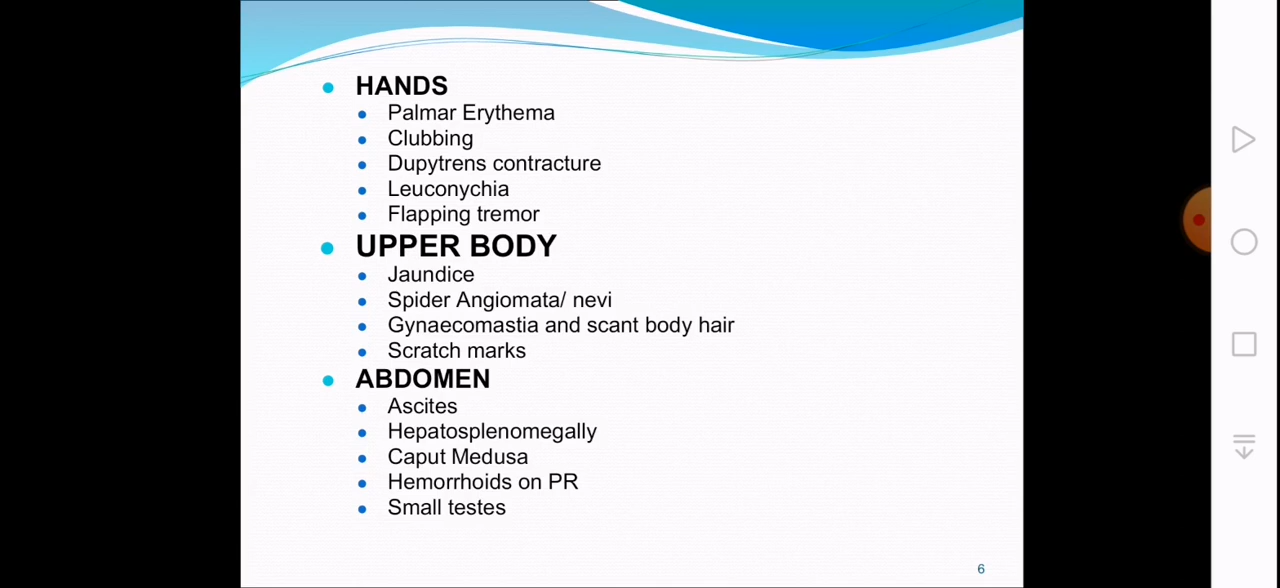 HANDS
Palmar Erythema
Clubbing
Dupytrens contracture
Leuconychia
Flapping tremor
UPPER BODY
Jaundice
Spider Angiomata/ nevi
Gynaecomastia and scant body hair
Scratch marks
ABDOMEN
Ascites
Hepatosplenomegally
Caput Medusa
Hemorrhoids on PR
Small testes
6